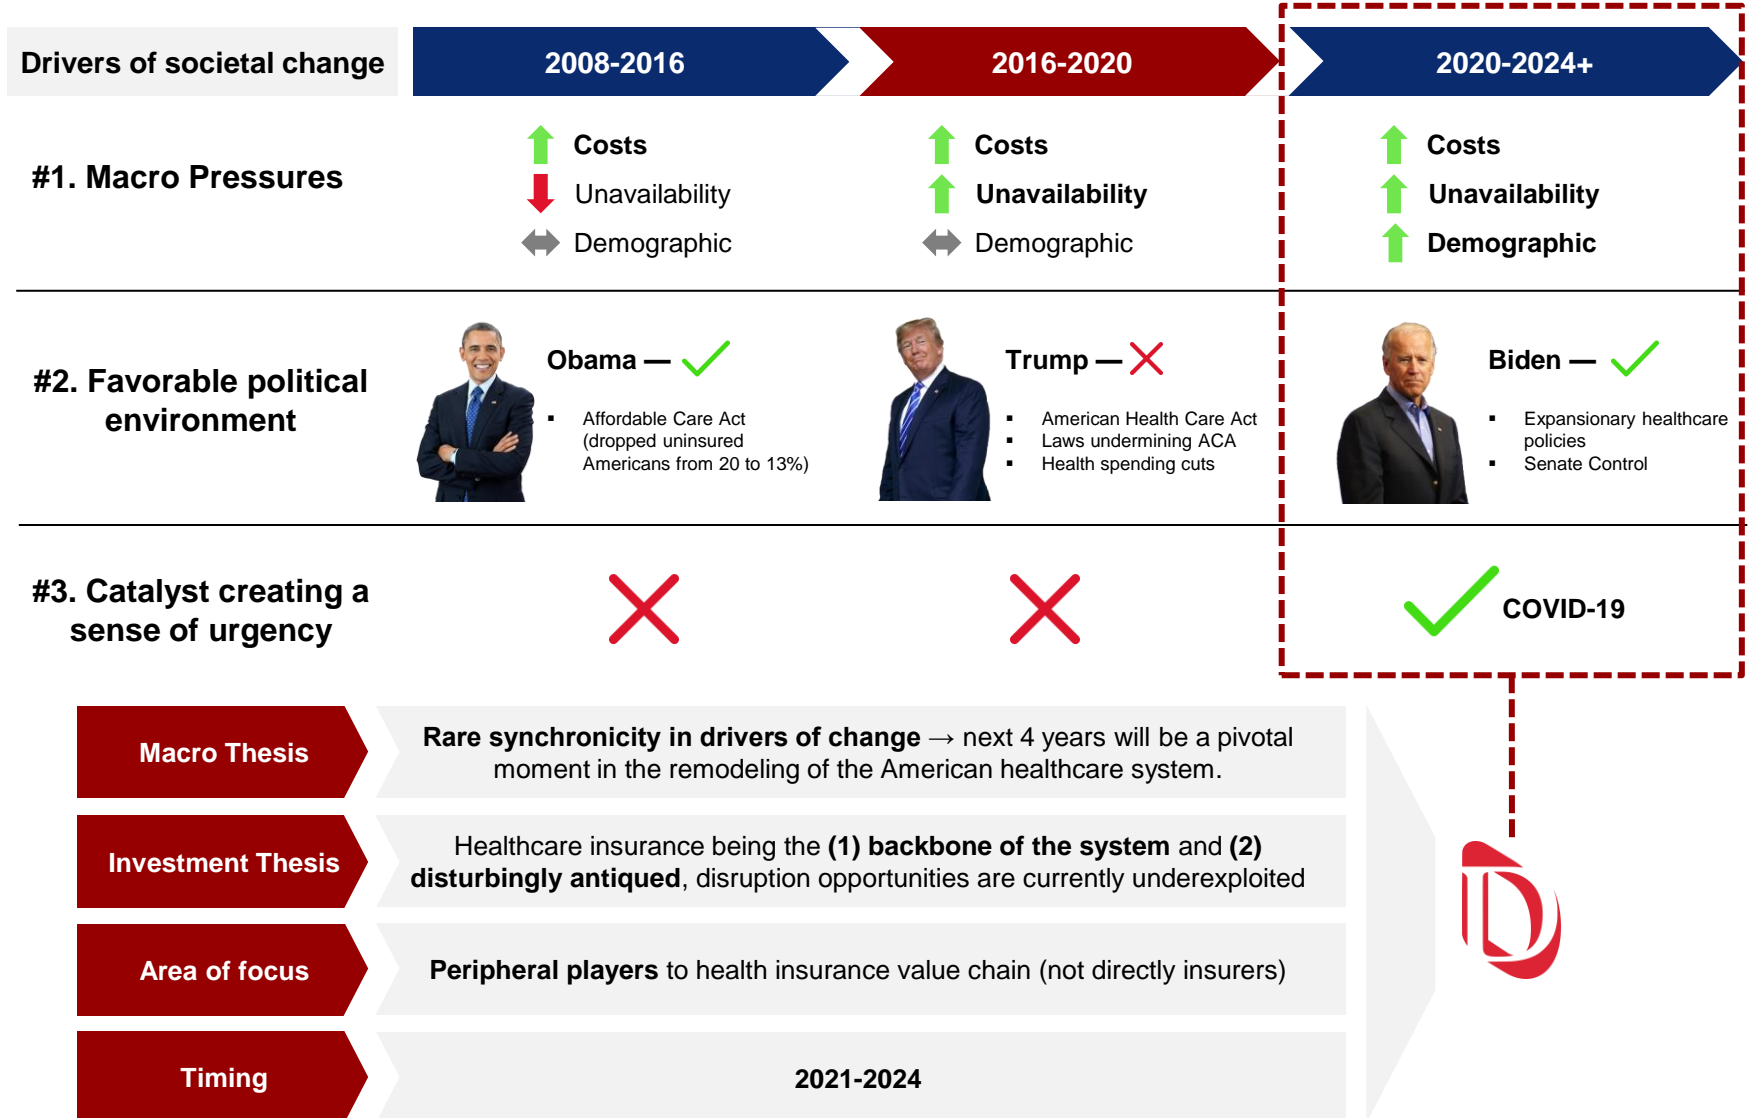 Drivers of societal change
2008-2016
2016-2020
2020-2024+
#1. Macro Pressures
Costs
Unavailability
Demographic
Costs
Unavailability
Demographic
Costs
Unavailability
Demographic
#2. Favorable political
environment
Obama —
▪ Affordable Care Act
(dropped uninsured
Americans from 20 to 13%)
Trump —
▪ American Health Care Act
▪ Laws undermining ACA
▪ Health spending cuts
Biden —
▪ Expansionary healthcare
policies
▪ Senate Control
#3. Catalyst creating a
sense of urgency
COVID-19
Macro Thesis
Rare synchronicity in drivers of change → next 4 years will be a pivotal
moment in the remodeling of the American healthcare system.
Investment Thesis
Healthcare insurance being the (1) backbone of the system and (2)
disturbingly antiqued, disruption opportunities are currently underexploited
Area of focus
Peripheral players to health insurance value chain (not directly insurers)
Timing
2021-2024